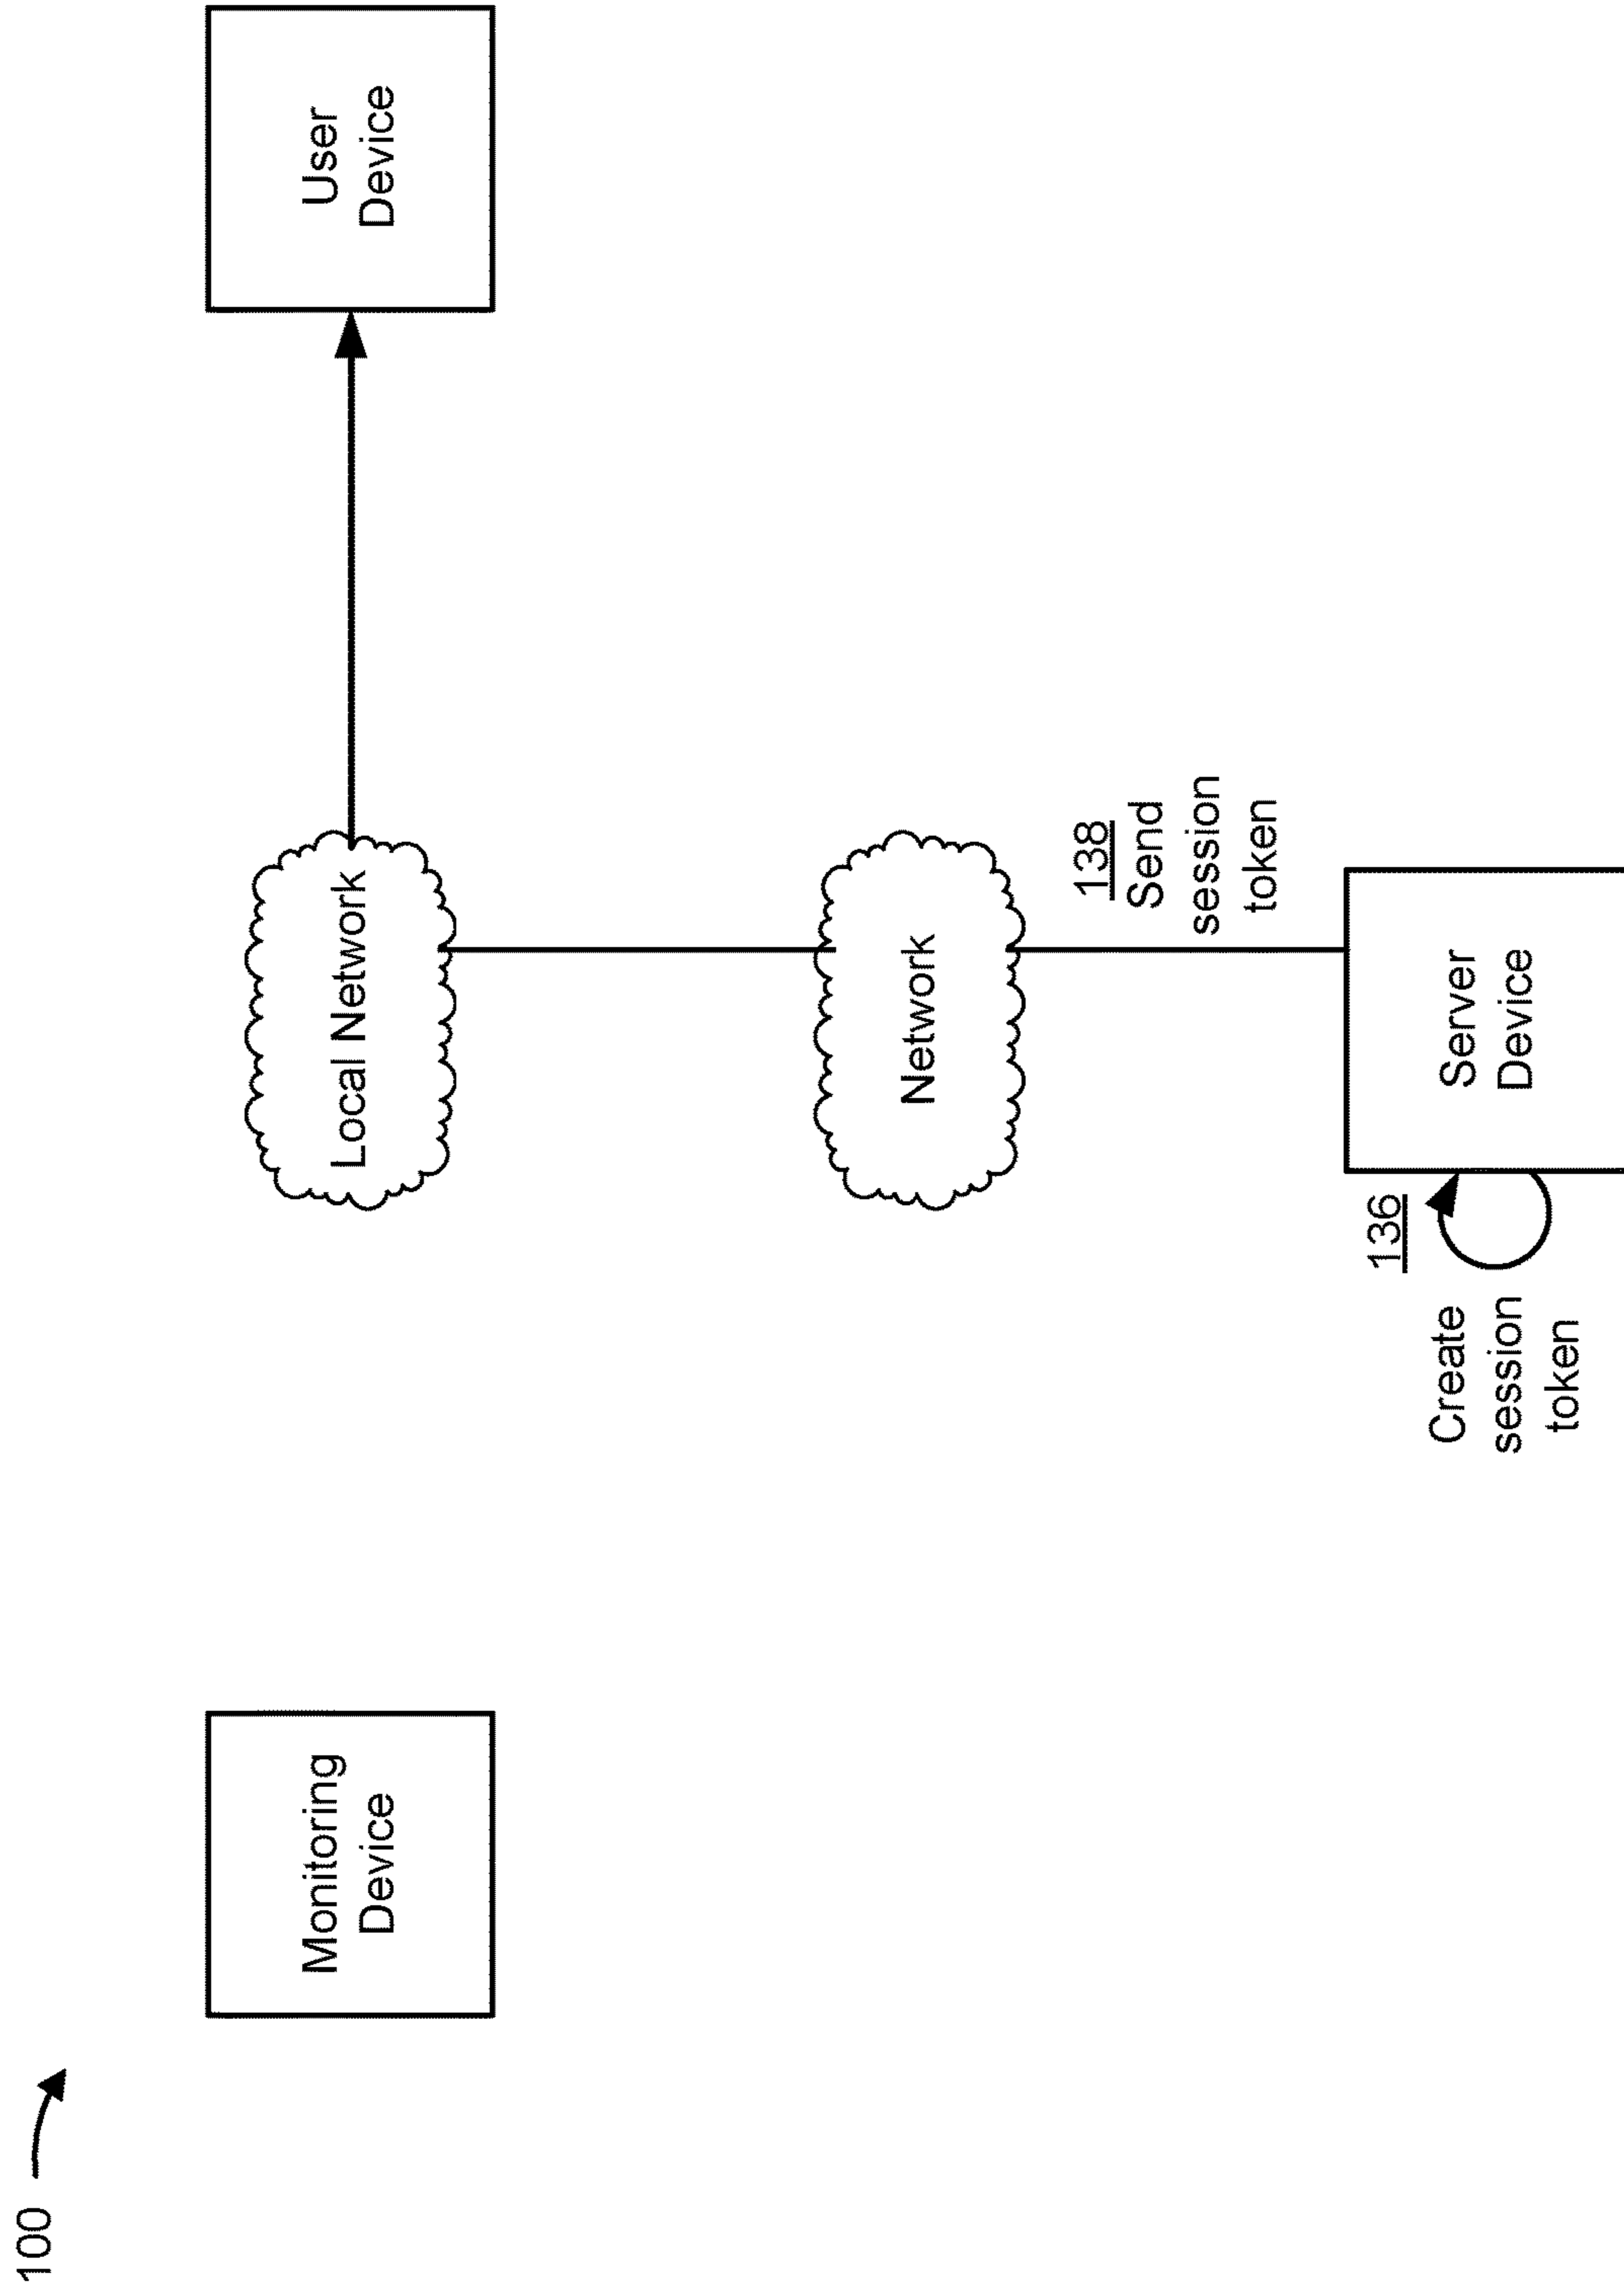 100
Monitoring
Device
Local Network
User
Device
Network
138
Send
session
token
136
Create
session
token
Server
Device